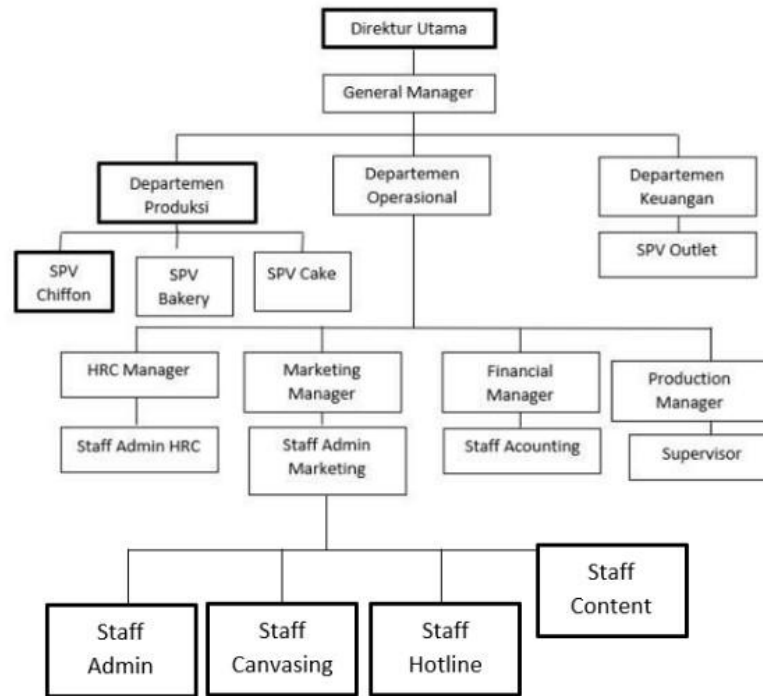 Direktur Utama
General Manager
Departemen
Produksi
Departemen
Operasional
Departemen
Keuangan
SPV
Chiffon
SPV
Bakery
SPV Cake
SPV Outlet
HRC Manager
Marketing
Manager
Financial
Manager
Production
Manager
Staff Admin HRC
Staff Admin
Marketing
Staff Acounting
Supervisor
Staff
Admin
Staff
Canvasing
Staff
Hotline
Staff
Content